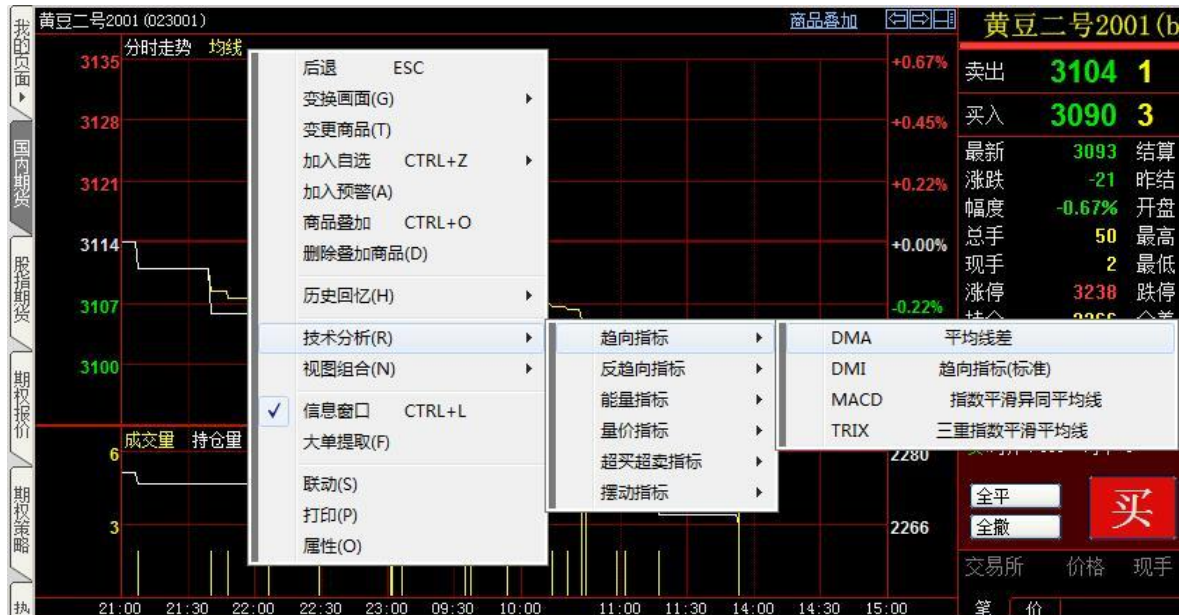 我的页面
国内期货
股指期货
期权报价
期权策略
热
黄豆二号2001 (023001)
商品叠加
分时走势 均线
3135
3128
3121
3114
3107
3100
+0.67%
+0.45%
+0.22%
+0.00%
-0.22%
后退 ESC
变换画面(G)
变更商品(T)
加入自选 CTRL+Z
加入预警(A)
商品叠加 CTRL+O
删除叠加商品(D)
历史回忆(H)
技术分析(R)
视图组合(N)
信息窗口 CTRL+L
大单提取(F)
联动(S)
打印(P)
属性(O)
趋向指标
反趋向指标
能量指标
量价指标
超买超卖指标
摆动指标
DMA 平均线差
DMI 趋向指标(标准)
MACD 指数平滑异同平均线
TRIX 三重指数平滑平均线
成交量 持仓量
6
3
2280
2266
21:00 21:30 22:00 22:30 23:00 09:30 10:00 11:00 11:30 14:00 14:30 15:00
黄豆二号2001 (b
卖出 3104 1
买入 3090 3
最新 3093 结算
涨跌 -21 昨结
幅度 -0.67% 开盘
总手 50 最高
现手 2 最低
涨停 3238 跌停
全平
全撤
买
交易所 价格 现手
笔 价